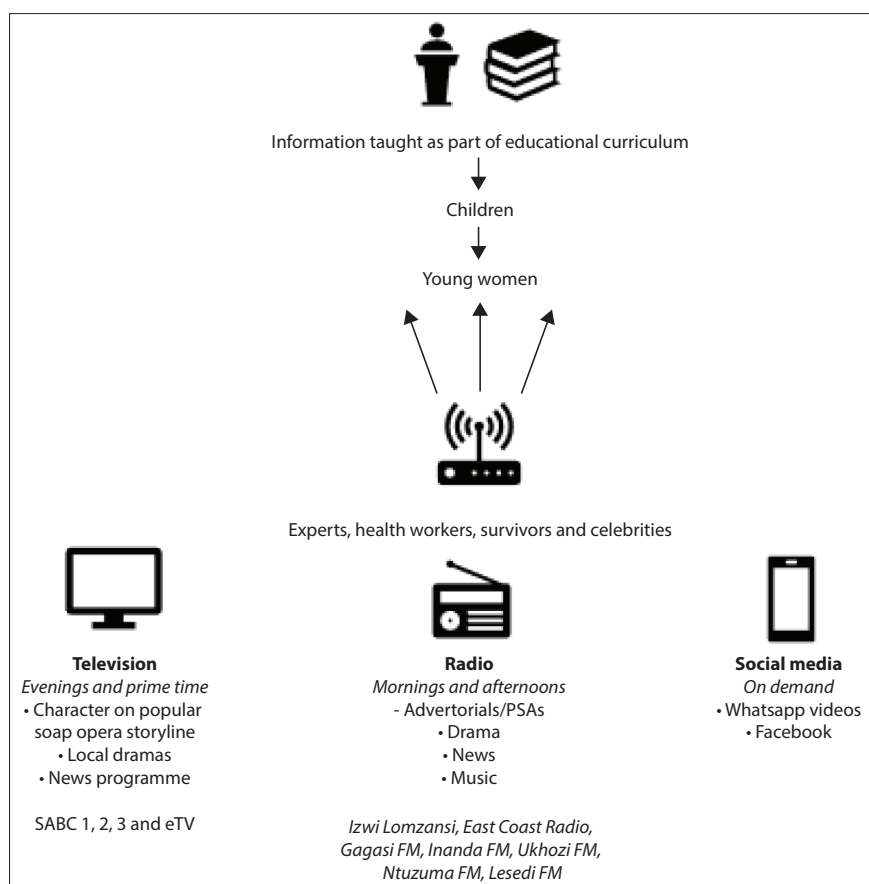 Information taught as part of educational curriculum
Children
Young women
Experts, health workers, survivors and celebrities
Television
Evenings and prime time
• Character on popular
soap opera storyline
• Local dramas
• News programme
SABC 1, 2, 3 and eTV
Radio
Mornings and afternoons
- Advertorials/PSAs
• Drama
• News
• Music
Izwi Lomzansi, East Coast Radio,
Gagasi FM, Inanda FM, Ukhozi FM,
Ntuzuma FM, Lesedi FM
Social media
On demand
• Whatsapp videos
• Facebook